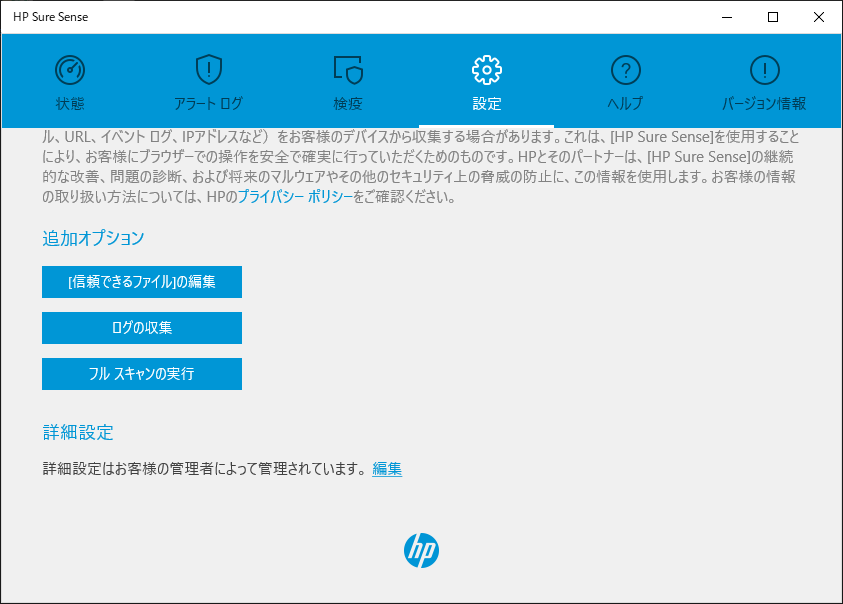 HP Sure Sense
状態
アラート ログ
検疫
設定
ヘルプ
バージョン情報
ル、URL、イベント ログ、IPアドレスなど）をお客様のデバイスから収集する場合があります。これは、[HP Sure Sense]を使用すること
により、お客様にブラウザーでの操作を安全で確実に行っていただくためのものです。HPとそのパートナーは、[HP Sure Sense]の継続
的な改善、問題の診断、および将来のマルウェアやその他のセキュリティ上の脅威の防止に、この情報を使用します。お客様の情報
の取り扱い方法については、HPのプライバシー ポリシーをご確認ください。
追加オプション
[信頼できるファイル]の編集
ログの収集
フル スキャンの実行
詳細設定
詳細設定はお客様の管理者によって管理されています。 編集
hp